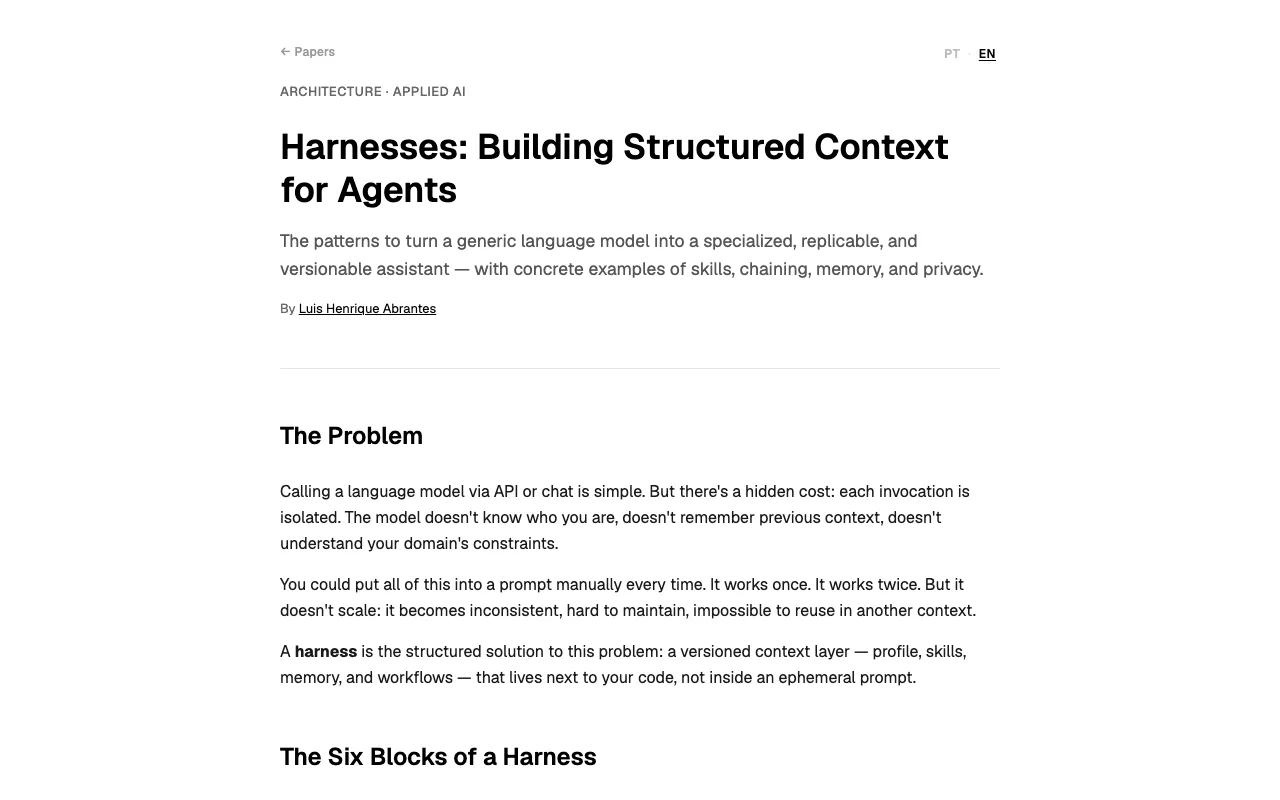 ← Papers
PT · EN
ARCHITECTURE · APPLIED AI
Harnesses: Building Structured Context
for Agents
The patterns to turn a generic language model into a specialized, replicable, and
versionable assistant — with concrete examples of skills, chaining, memory, and privacy.
By Luis Henrique Abrantes
The Problem
Calling a language model via API or chat is simple. But there's a hidden cost: each invocation is
isolated. The model doesn't know who you are, doesn't remember previous context, doesn't
understand your domain's constraints.
You could put all of this into a prompt manually every time. It works once. It works twice. But it
doesn't scale: it becomes inconsistent, hard to maintain, impossible to reuse in another context.
A harness is the structured solution to this problem: a versioned context layer — profile, skills,
memory, and workflows — that lives next to your code, not inside an ephemeral prompt.
The Six Blocks of a Harness